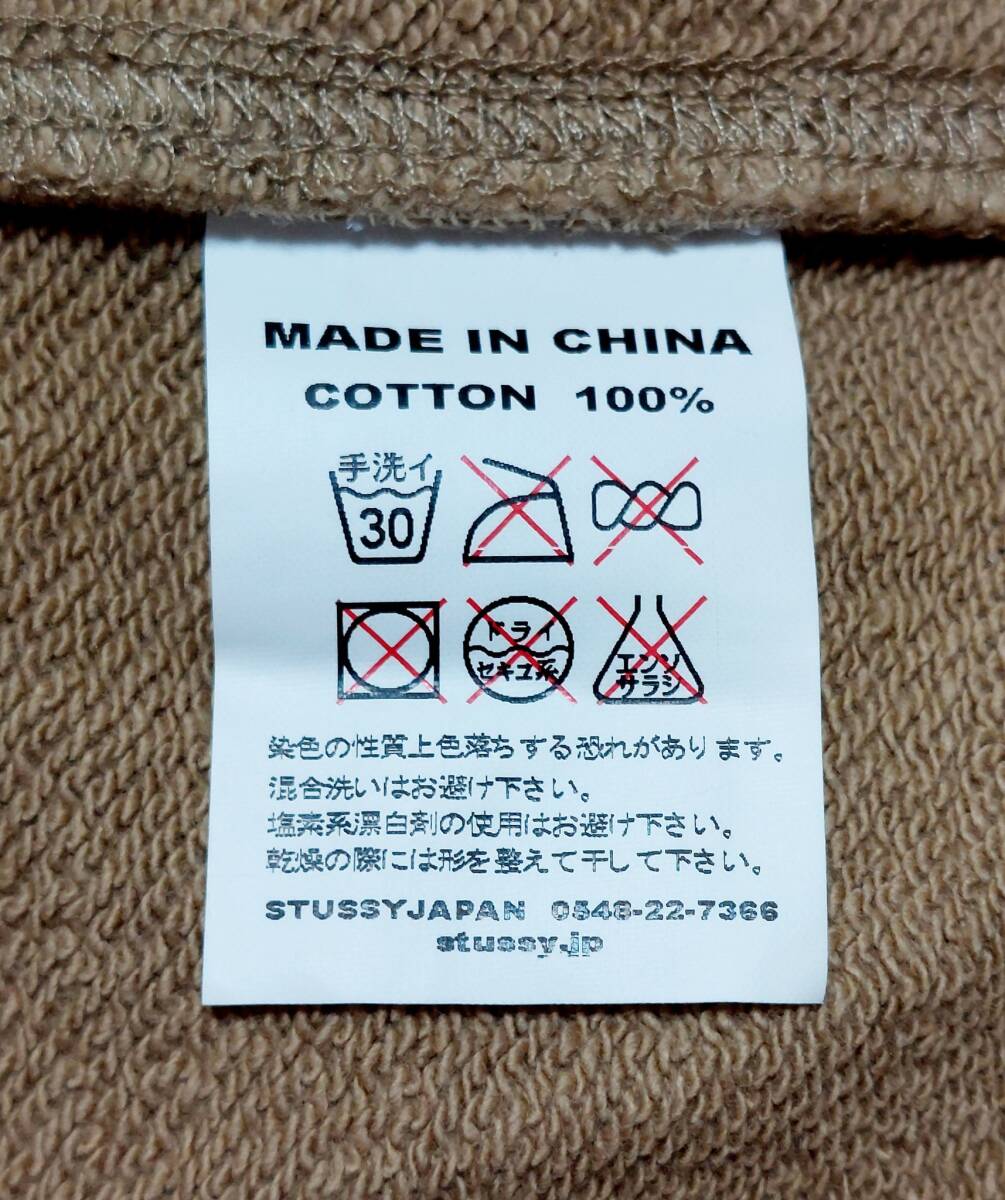 MADE IN CHINA
COTTON 100%
手洗イ
30
ドライ
セキユ系
エンソ
サラシ
染色の性質上色落ちする恐れがあります。
混合洗いはお避け下さい。
塩素系漂白剤の使用はお避け下さい。
乾燥の際には形を整えて干して下さい。
STUSSYJAPAN 0548-22-7366
stussy.jp